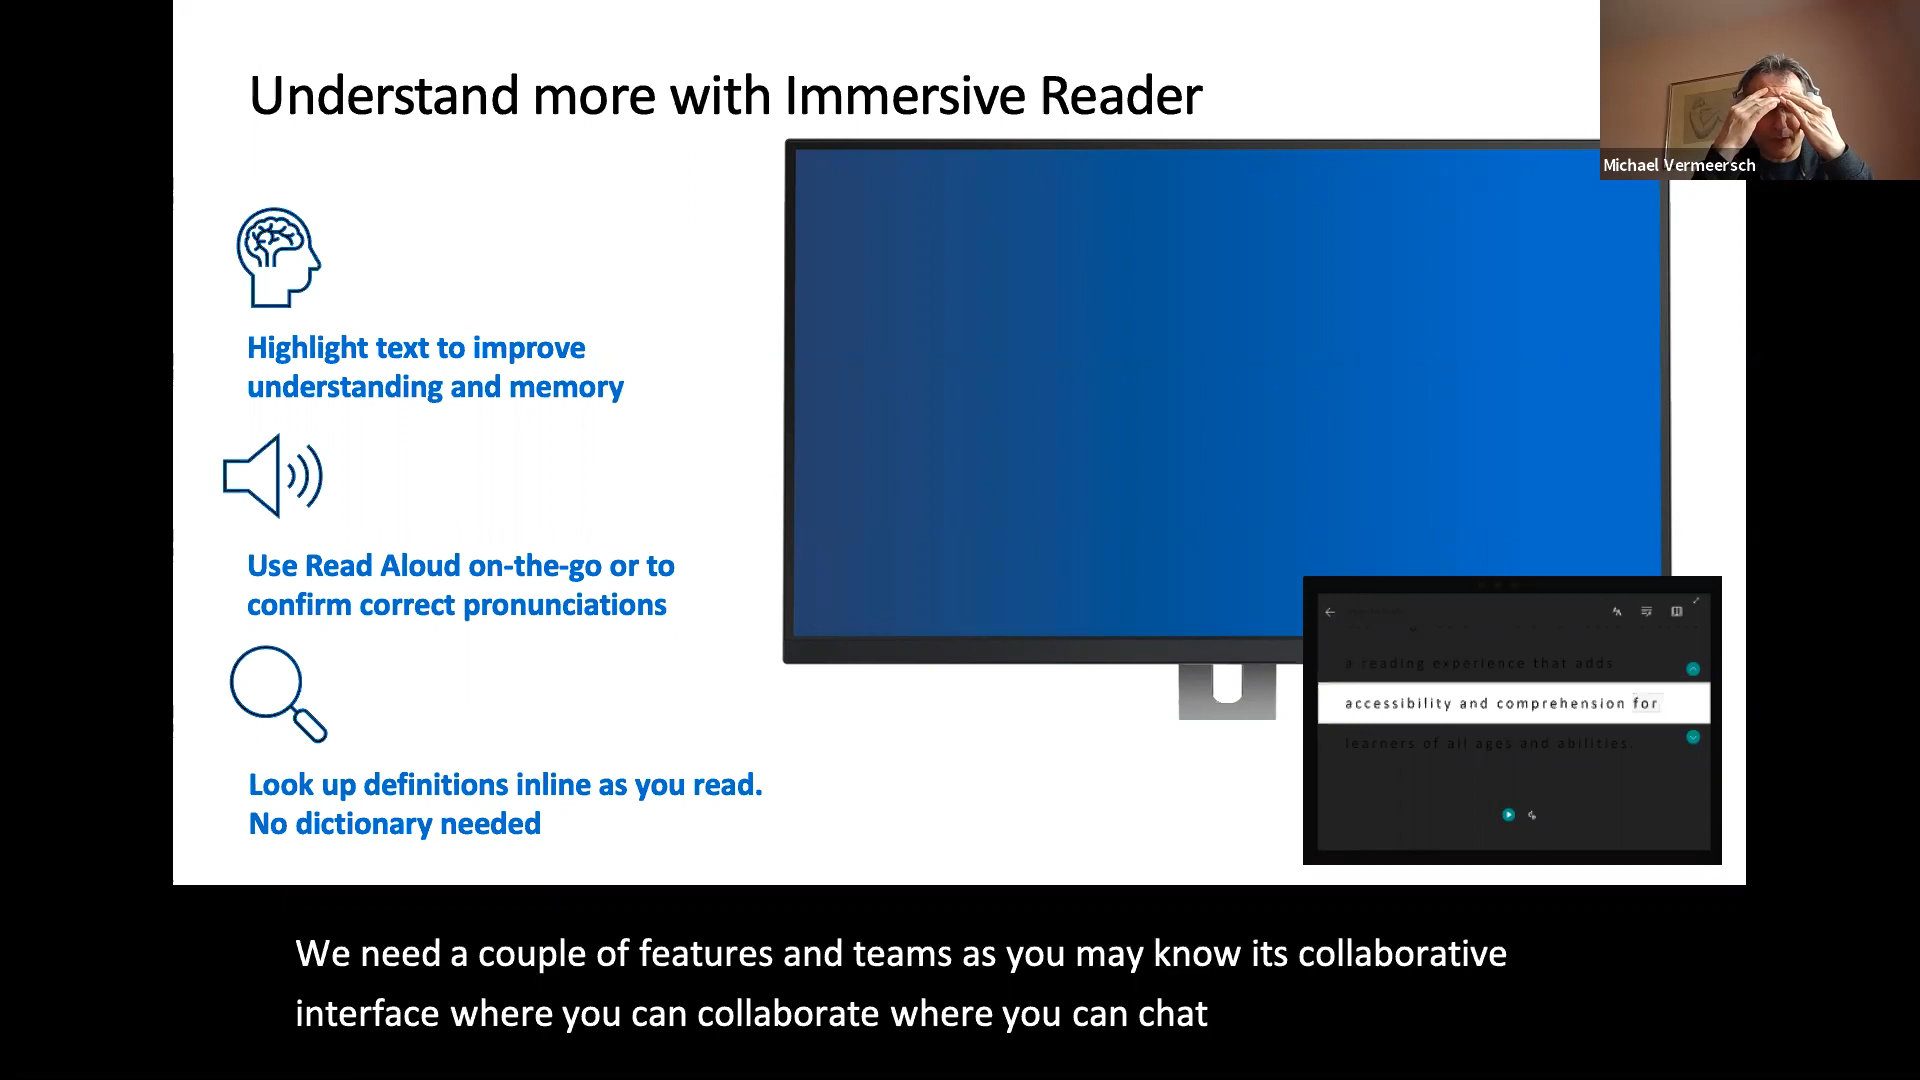 Understand more with Immersive Reader
Michael Vermeersch
Highlight text to improve
understanding and memory
Use Read Aloud on-the-go or to
confirm correct pronunciations
Look up definitions inline as you read.
No dictionary needed
a reading experience that adds
accessibility and comprehension for
learners of all ages and abilities.
We need a couple of features and teams as you may know its collaborative
interface where you can collaborate where you can chat